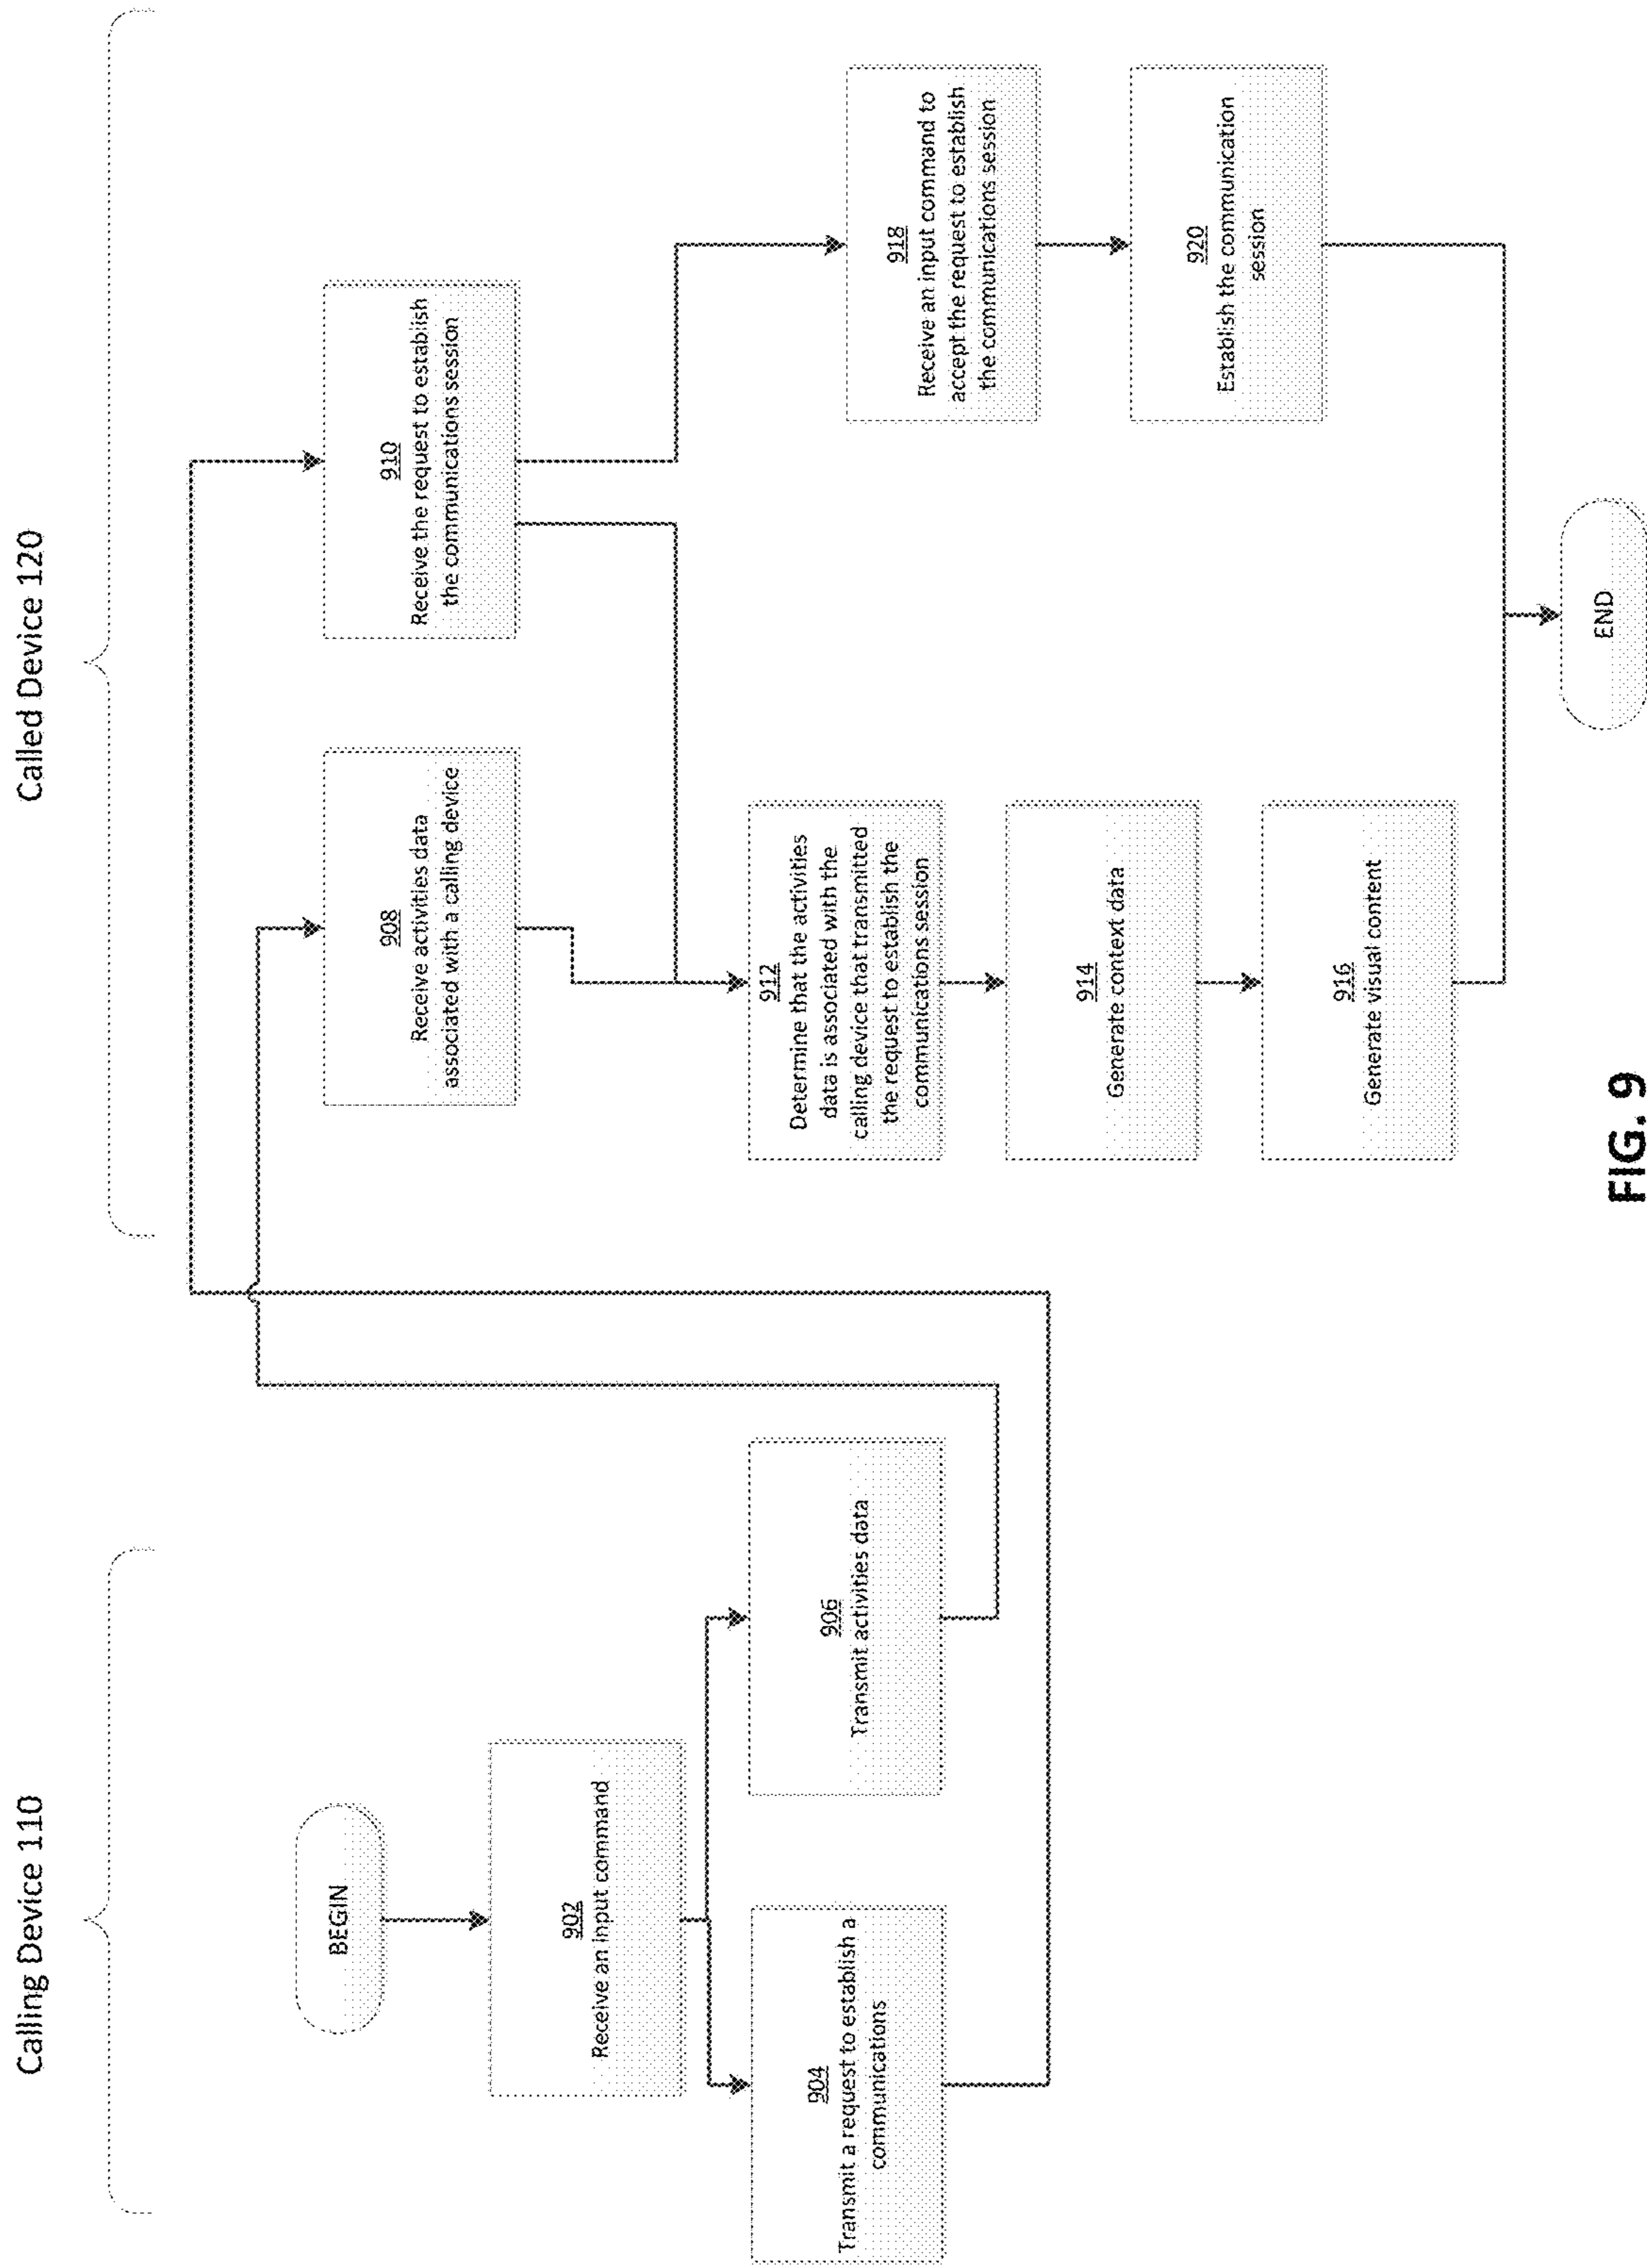 Calling Device 110
Called Device 120
BEGIN
902
Receive an input command
904
Transmit a request to establish a
communications
906
Transmit activities data
908
Receive activities data
associated with a calling device
910
Receive the request to establish
the communications session
912
Determine that the activities
data is associated with the
calling device that transmitted
the request to establish the
communications session
914
Generate context data
916
Generate visual content
918
Receive an input command to
accept the request to establish
the communications session
920
Establish the communication
session
END
FIG. 9